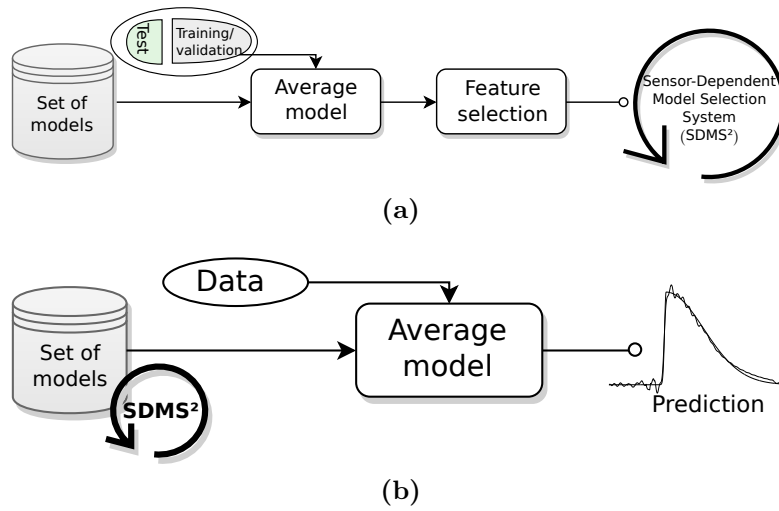 Test
Training/
validation
Set of
models
Average
model
Feature
selection
Sensor-Dependent
Model Selection
System
(SDMS²)
(a)
Data
Set of
models
SDMS²
Average
model
Prediction
(b)